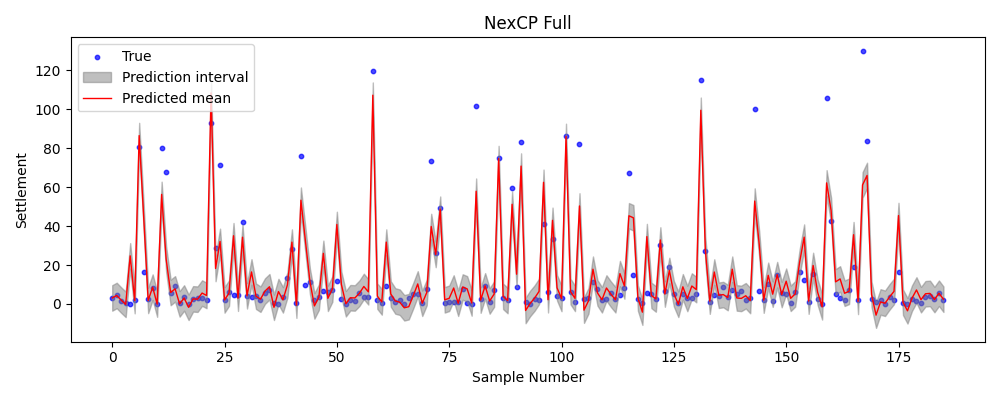 NexCP Full
True
Prediction interval
Predicted mean
Settlement
120
100
80
60
40
20
0
0 25 50 75 100 125 150 175
Sample Number